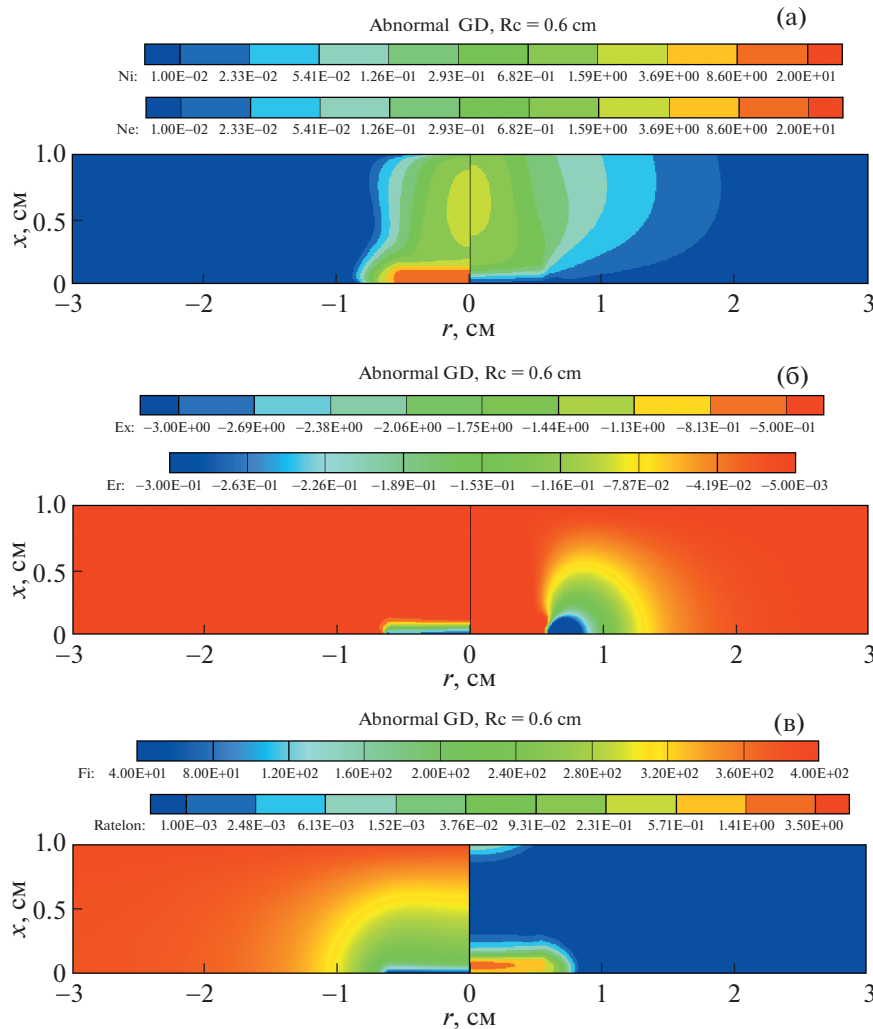 (а)
Abnormal GD, Rc = 0.6 cm
Ni: 1.00E−02 2.33E−02 5.41E−02 1.26E−01 2.93E−01 6.82E−01 1.59E+00 3.69E+00 8.60E+00 2.00E+01
Ne: 1.00E−02 2.33E−02 5.41E−02 1.26E−01 2.93E−01 6.82E−01 1.59E+00 3.69E+00 8.60E+00 2.00E+01
1.0
x, см
0.5
0
−3 −2 −1 0 1 2 3
r, см
(б)
Abnormal GD, Rc = 0.6 cm
Ex: −3.00E+00 −2.69E+00 −2.38E+00 −2.06E+00 −1.75E+00 −1.44E+00 −1.13E+00 −8.13E−01 −5.00E−01
Er: −3.00E−01 −2.63E−01 −2.26E−01 −1.89E−01 −1.53E−01 −1.16E−01 −7.87E−02 −4.19E−02 −5.00E−03
1.0
x, см
0.5
0
−3 −2 −1 0 1 2 3
r, см
(в)
Abnormal GD, Rc = 0.6 cm
Fi: 4.00E+01 8.00E+01 1.20E+02 1.60E+02 2.00E+02 2.40E+02 2.80E+02 3.20E+02 3.60E+02 4.00E+02
Ratelon: 1.00E−03 2.48E−03 6.13E−03 1.52E−03 3.76E−02 9.31E−02 2.31E−01 5.71E−01 1.41E+00 3.50E+00
1.0
x, см
0.5
0
−3 −2 −1 0 1 2 3
r, см